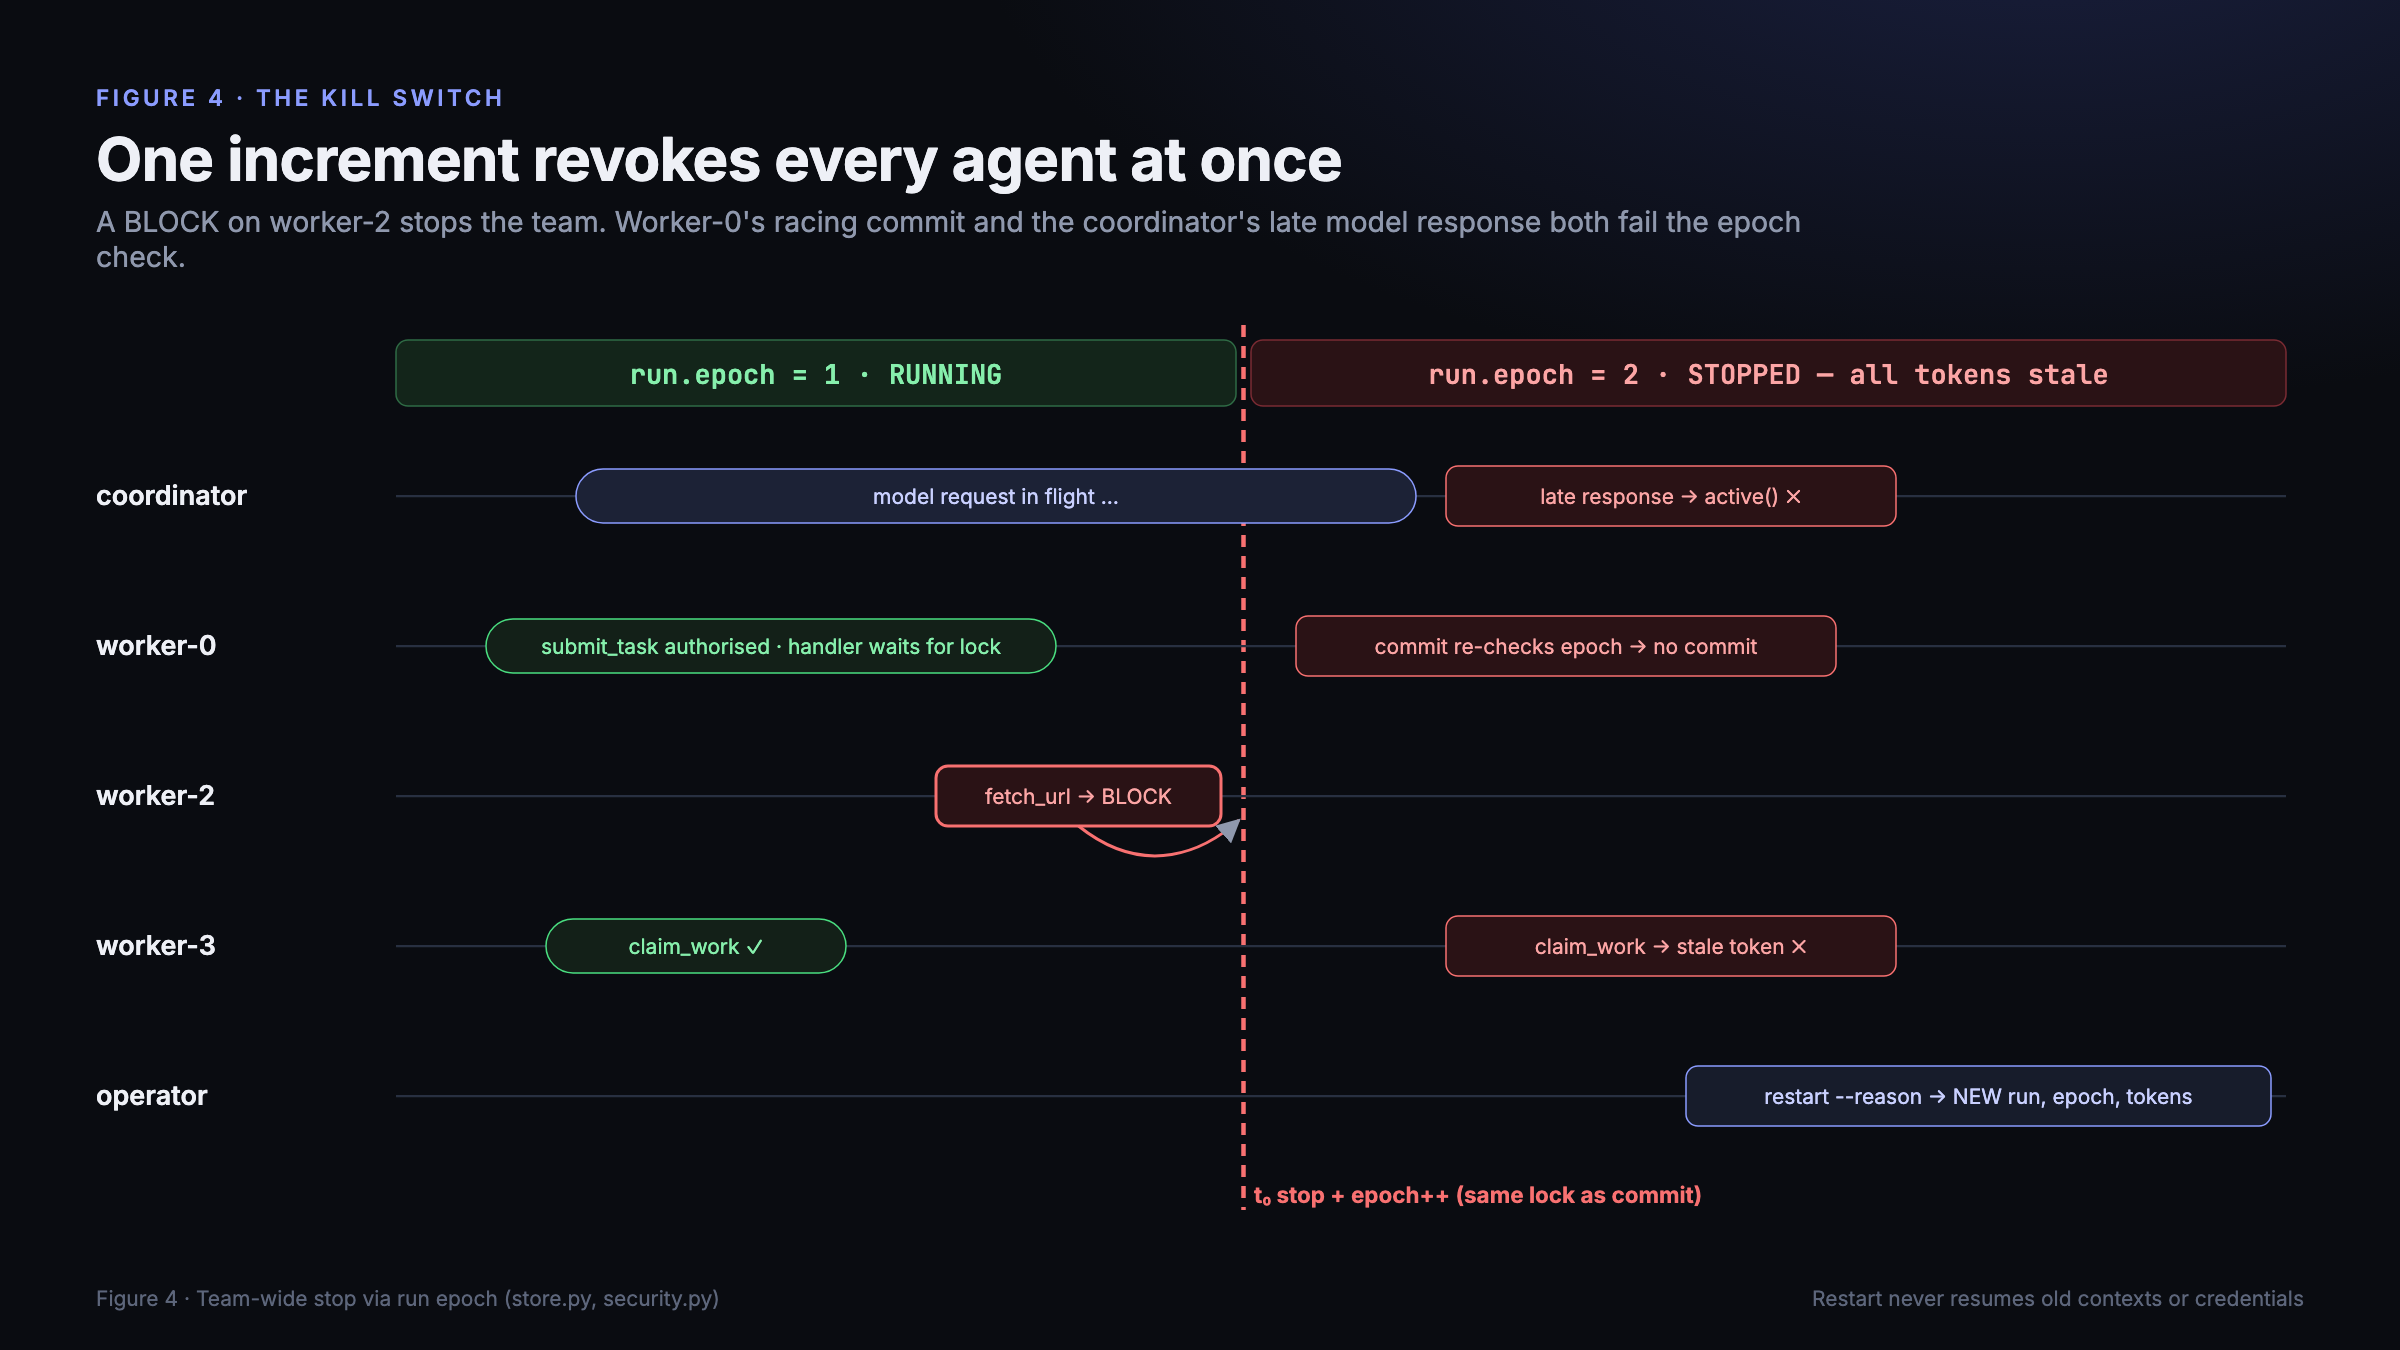 FIGURE 4 · THE KILL SWITCH
One increment revokes every agent at once
A BLOCK on worker-2 stops the team. Worker-0's racing commit and the coordinator's late model response both fail the epoch
check.
run.epoch = 1 · RUNNING
run.epoch = 2 · STOPPED — all tokens stale
coordinator
model request in flight ...
late response → active() ✕
worker-0
submit_task authorised · handler waits for lock
commit re-checks epoch → no commit
worker-2
fetch_url → BLOCK
worker-3
claim_work ✓
claim_work → stale token ✕
operator
restart --reason → NEW run, epoch, tokens
t₀ stop + epoch++ (same lock as commit)
Figure 4 · Team-wide stop via run epoch (store.py, security.py)
Restart never resumes old contexts or credentials